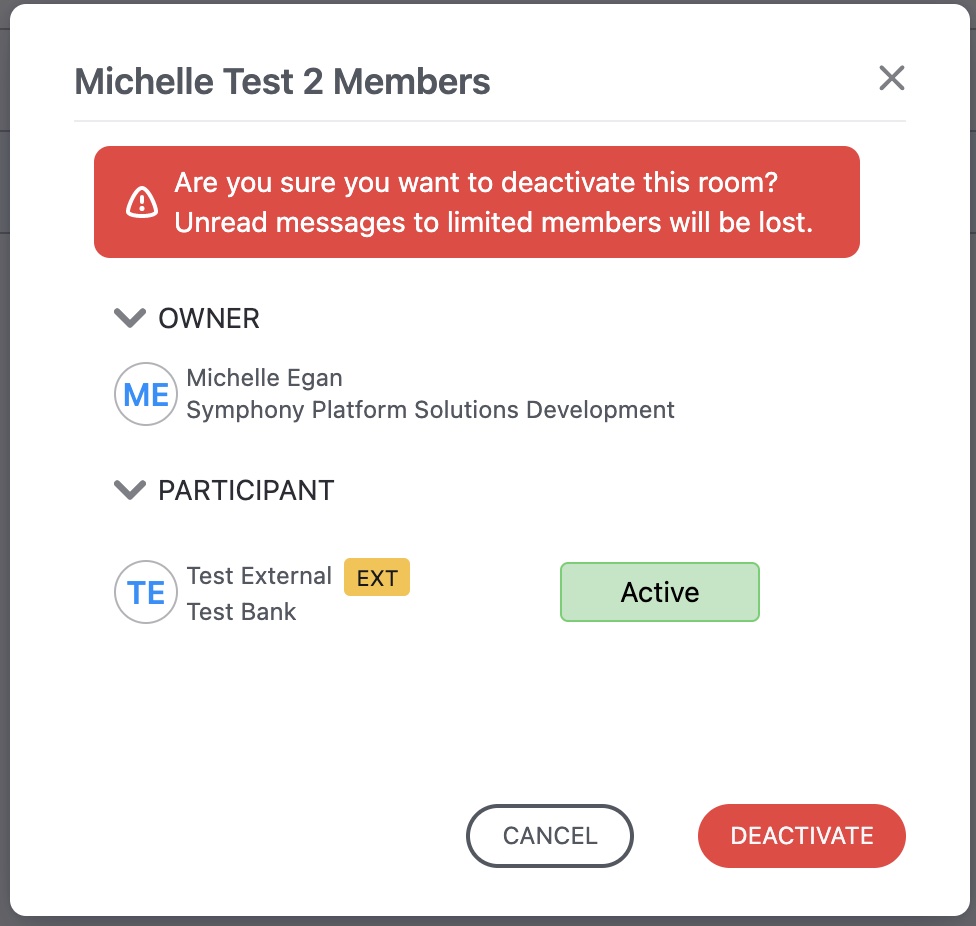 Michelle Test 2 Members
Are you sure you want to deactivate this room?
Unread messages to limited members will be lost.
OWNER
ME
Michelle Egan
Symphony Platform Solutions Development
PARTICIPANT
TE
Test External EXT
Test Bank
Active
CANCEL
DEACTIVATE